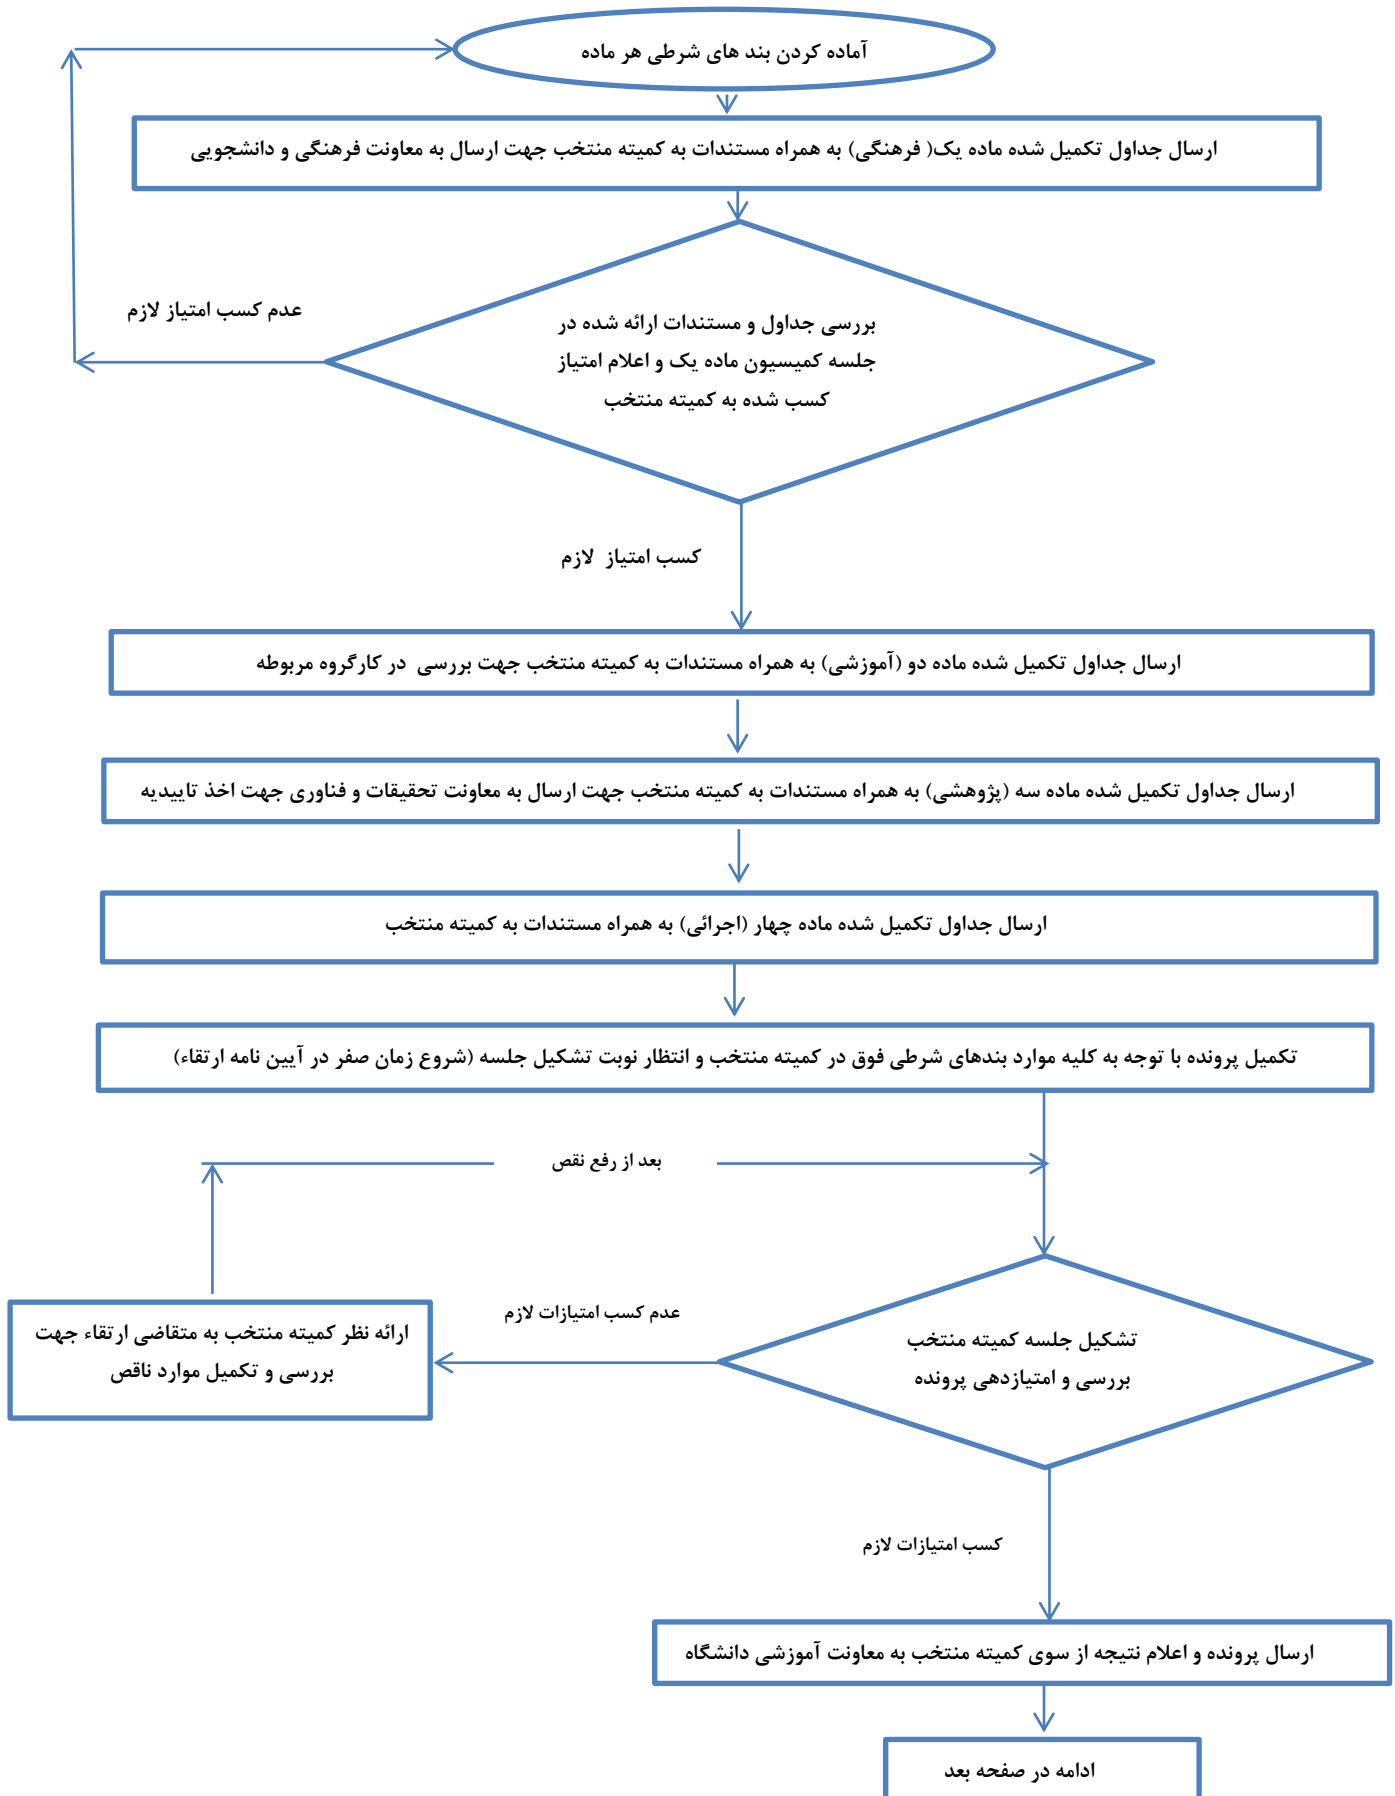 آماده کردن بند های شرطی هر ماده
ارسال جداول تکمیل شده ماده یک( فرهنگی) به همراه مستندات به کمیته منتخب جهت ارسال به معاونت فرهنگی و دانشجویی
عدم کسب امتیاز لازم
بررسی جداول و مستندات ارائه شده در
جلسه کمیسیون ماده یک و اعلام امتیاز
کسب شده به کمیته منتخب
کسب امتیاز  لازم
ارسال جداول تکمیل شده ماده دو (آموزشی) به همراه مستندات به کمیته منتخب جهت بررسی  در کارگروه مربوطه
ارسال جداول تکمیل شده ماده سه (پژوهشی) به همراه مستندات به کمیته منتخب جهت ارسال به معاونت تحقیقات و فناوری جهت اخذ تاییدیه
ارسال جداول تکمیل شده ماده چهار (اجرائی) به همراه مستندات به کمیته منتخب
تکمیل پرونده با توجه به کلیه موارد بندهای شرطی فوق در کمیته منتخب و انتظار نوبت تشکیل جلسه (شروع زمان صفر در آیین نامه ارتقاء)
بعد از رفع نقص
عدم کسب امتیازات لازم
ارائه نظر کمیته منتخب به متقاضی ارتقاء جهت
بررسی و تکمیل موارد ناقص
تشکیل جلسه کمیته منتخب
بررسی و امتیازدهی پرونده
کسب امتیازات لازم
ارسال پرونده و اعلام نتیجه از سوی کمیته منتخب به معاونت آموزشی دانشگاه
ادامه در صفحه بعد